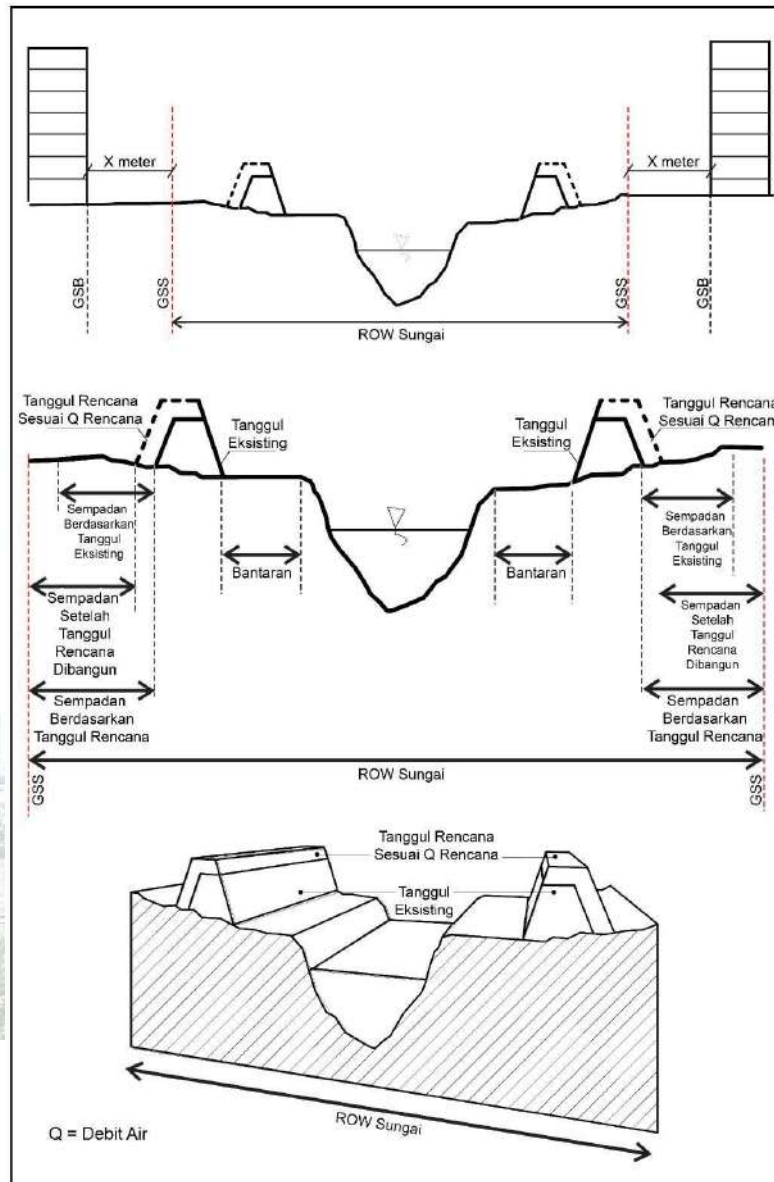 X meter
X meter
GSB
GSS
GSS
GSB
ROW Sungai
Tanggul Rencana
Sesuai Q Rencana
Tanggul
Eksisting
Tanggul
Eksisting
Tanggul Rencana
Sesuai Q Rencan
Sempadan
Berdasarkan
Tanggul
Eksisting
Bantaran
Bantaran
Sempadan
Berdasarkan
Tanggul
Eksisting
Sempadan
Setelah
Tanggul
Rencana
Dibangun
Sempadan
Setelah
Tanggul
Rencana
Dibangun
Sempadan
Berdasarkan
Tanggul Rencana
Sempadan
Berdasarkan
Tanggul Rencana
GSS
ROW Sungai
GSS
Tanggul Rencana
Sesuai Q Rencana
Tanggul
Eksisting
ROW Sungai
Q = Debit Air